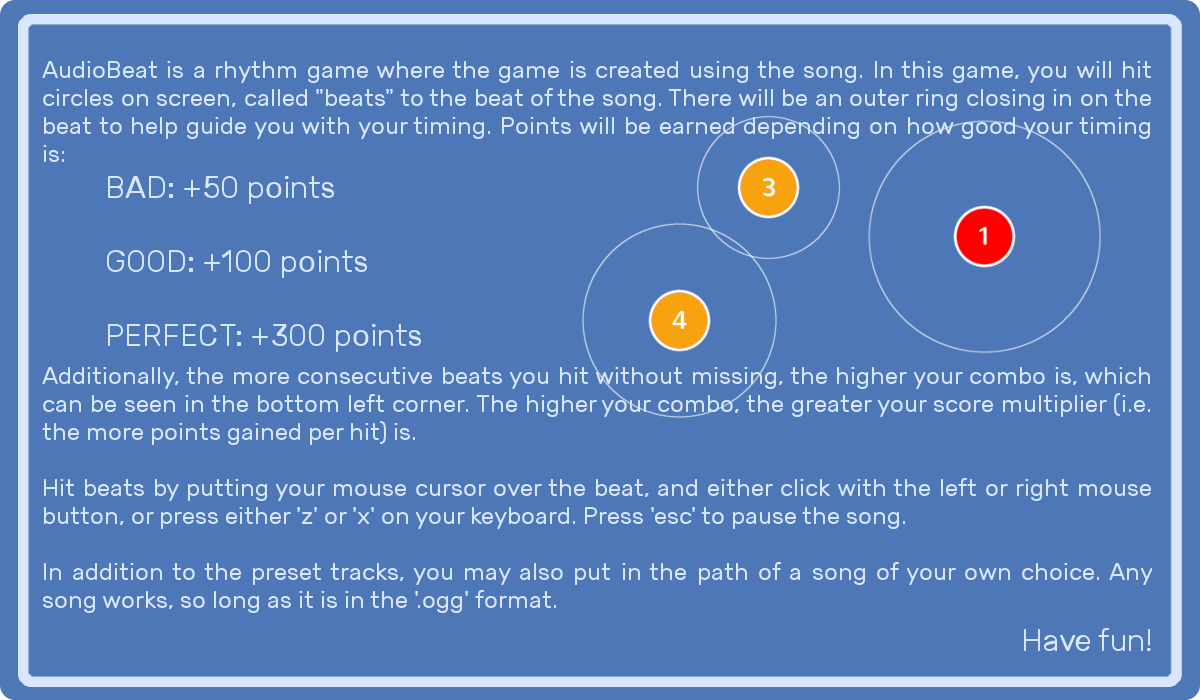 AudioBeat is a rhythm game where the game is created using the song. In this game, you will hit
circles on screen, called "beats" to the beat of the song. There will be an outer ring closing in on the
beat to help guide you with your timing. Points will be earned depending on how good your timing
is:
BAD: +50 points
3
1
GOOD: +100 points
4
PERFECT: +300 points
Additionally, the more consecutive beats you hit without missing, the higher your combo is, which
can be seen in the bottom left corner. The higher your combo, the greater your score multiplier (i.e.
the more points gained per hit) is.
Hit beats by putting your mouse cursor over the beat, and either click with the left or right mouse
button, or press either 'z' or 'x' on your keyboard. Press 'esc' to pause the song.
In addition to the preset tracks, you may also put in the path of a song of your own choice. Any
song works, so long as it is in the '.ogg' format.
Have fun!